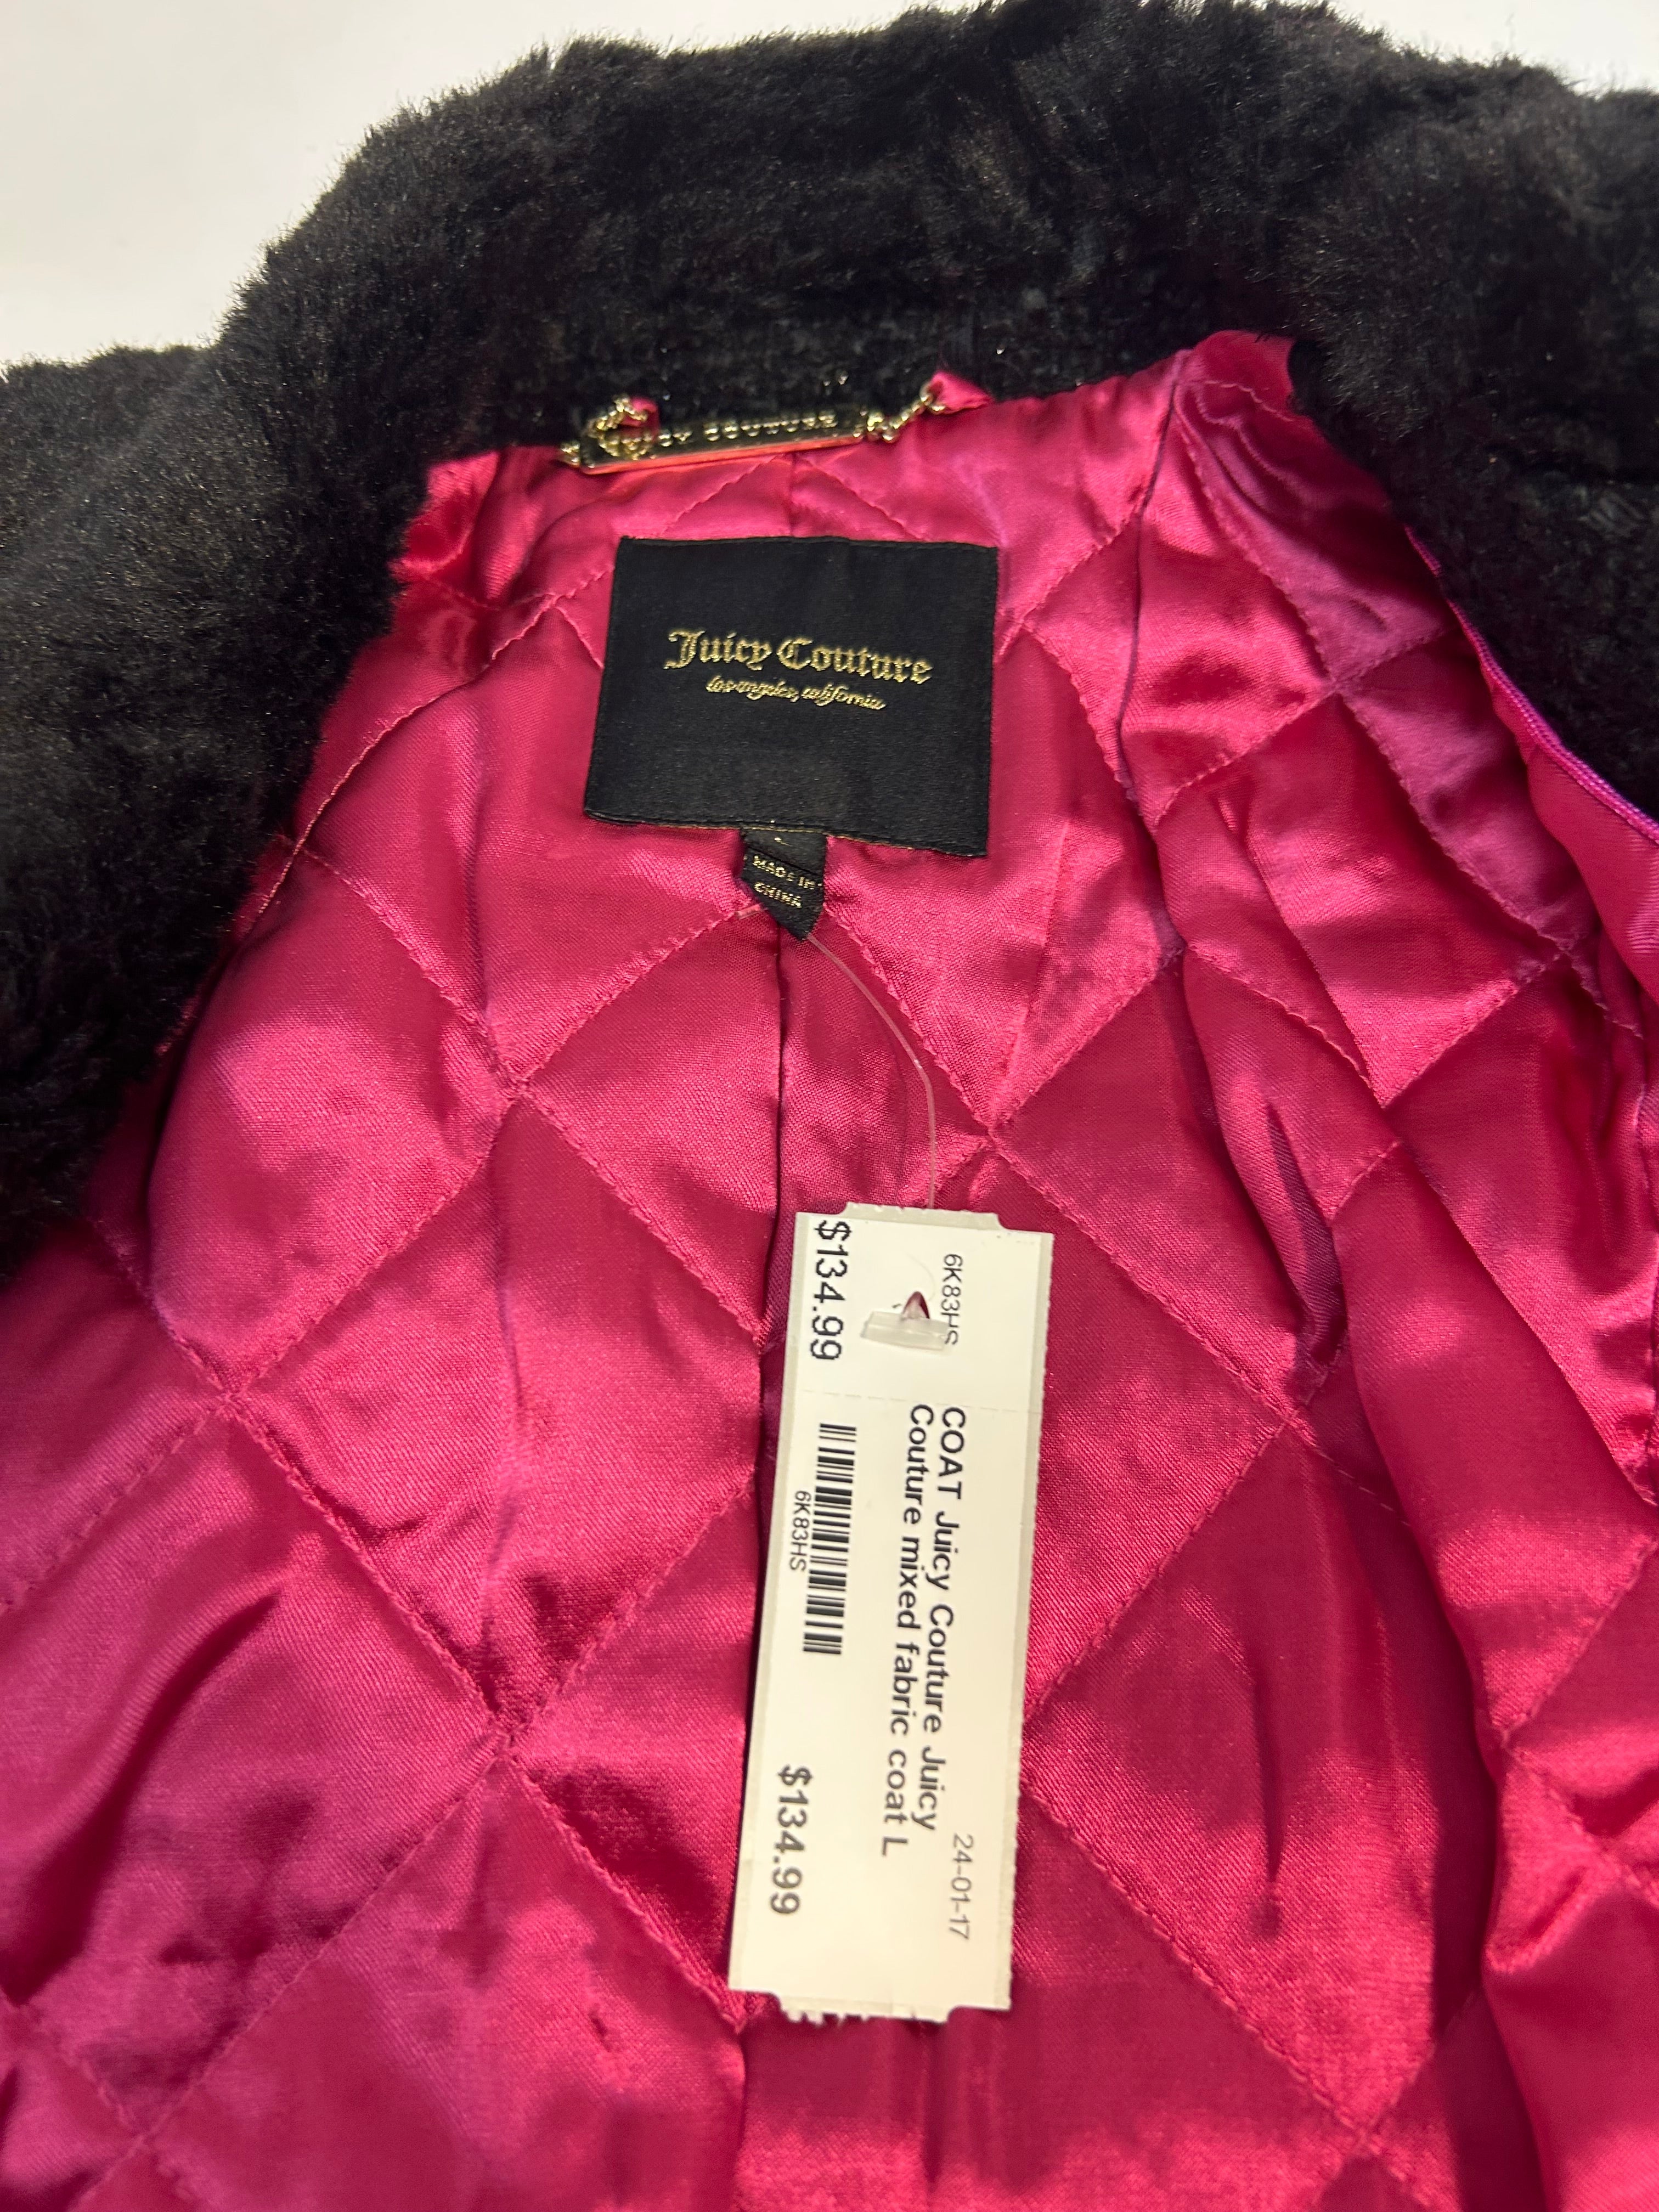 JUICY COUTURE
Juicy Couture
los angeles, california
L
MADE IN
CHINA
6K83HS
$134.99
24-01-17
COAT Juicy Couture Juicy
Couture mixed fabric coat L
6K83HS
$134.99